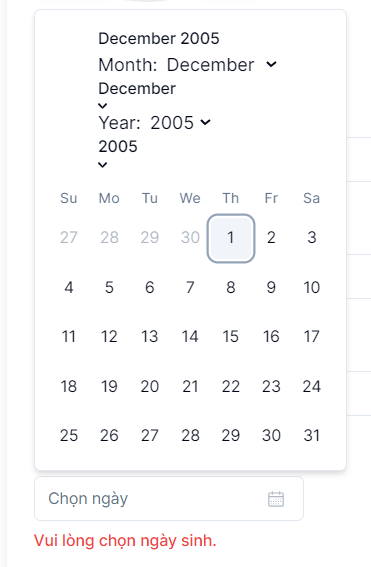 December 2005
Month: December
December
Year: 2005
2005
Su Mo Tu We Th Fr Sa
27 28 29 30 1 2 3
4 5 6 7 8 9 10
11 12 13 14 15 16 17
18 19 20 21 22 23 24
25 26 27 28 29 30 31
Chọn ngày
Vui lòng chọn ngày sinh.